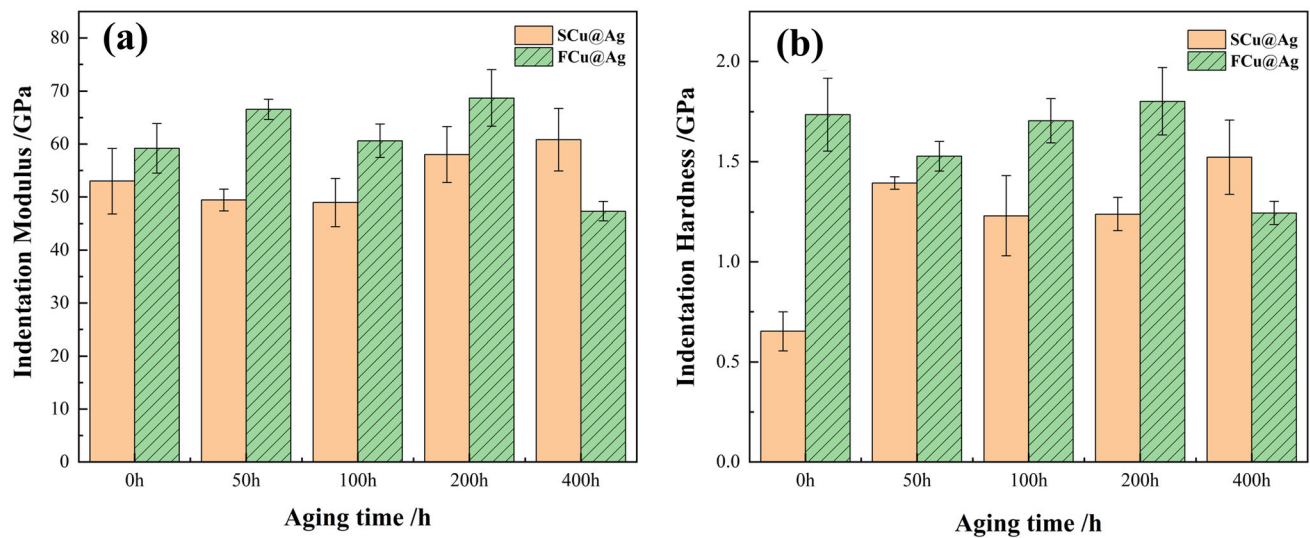 (a)
SCu@Ag
FCu@Ag
80
70
60
50
40
30
20
10
0
Indentation Modulus /GPa
0h 50h 100h 200h 400h
Aging time /h
(b)
SCu@Ag
FCu@Ag
2.0
1.5
1.0
0.5
0.0
Indentation Hardness /GPa
0h 50h 100h 200h 400h
Aging time /h